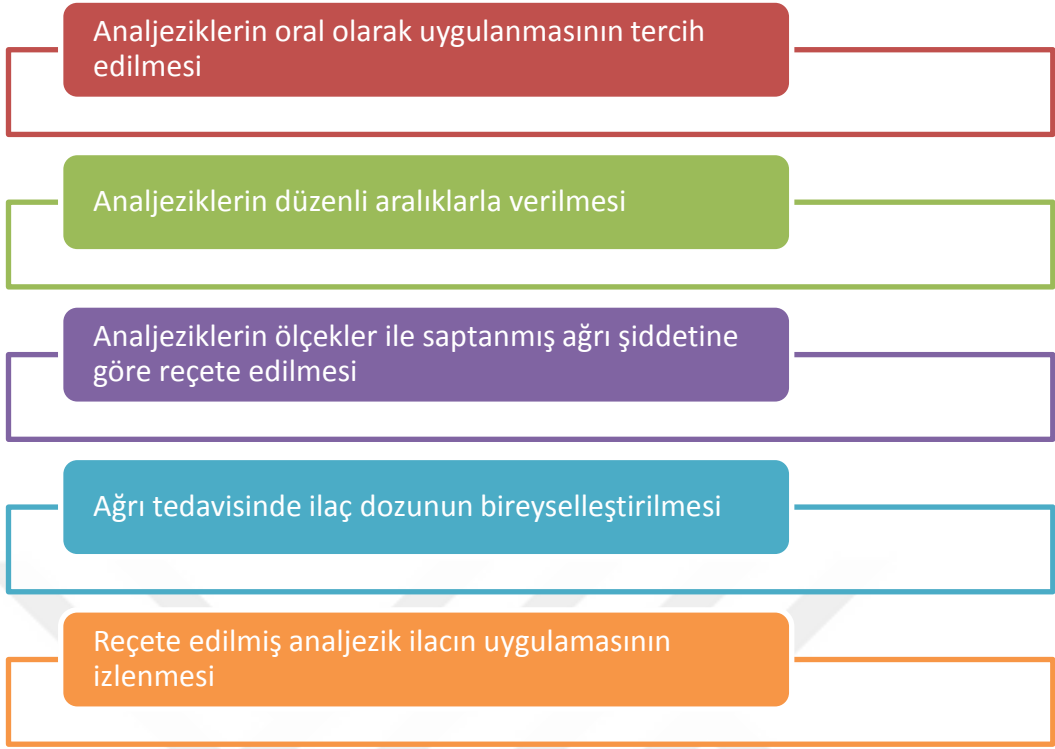 Analjeziklerin oral olarak uygulanmasının tercih
edilmesi
Analjeziklerin düzenli aralıklarla verilmesi
Analjeziklerin ölçekler ile saptanmış ağrı şiddetine
göre reçete edilmesi
Ağrı tedavisinde ilaç dozunun bireyselleştirilmesi
Reçete edilmiş analjezik ilacın uygulamasının
izlenmesi